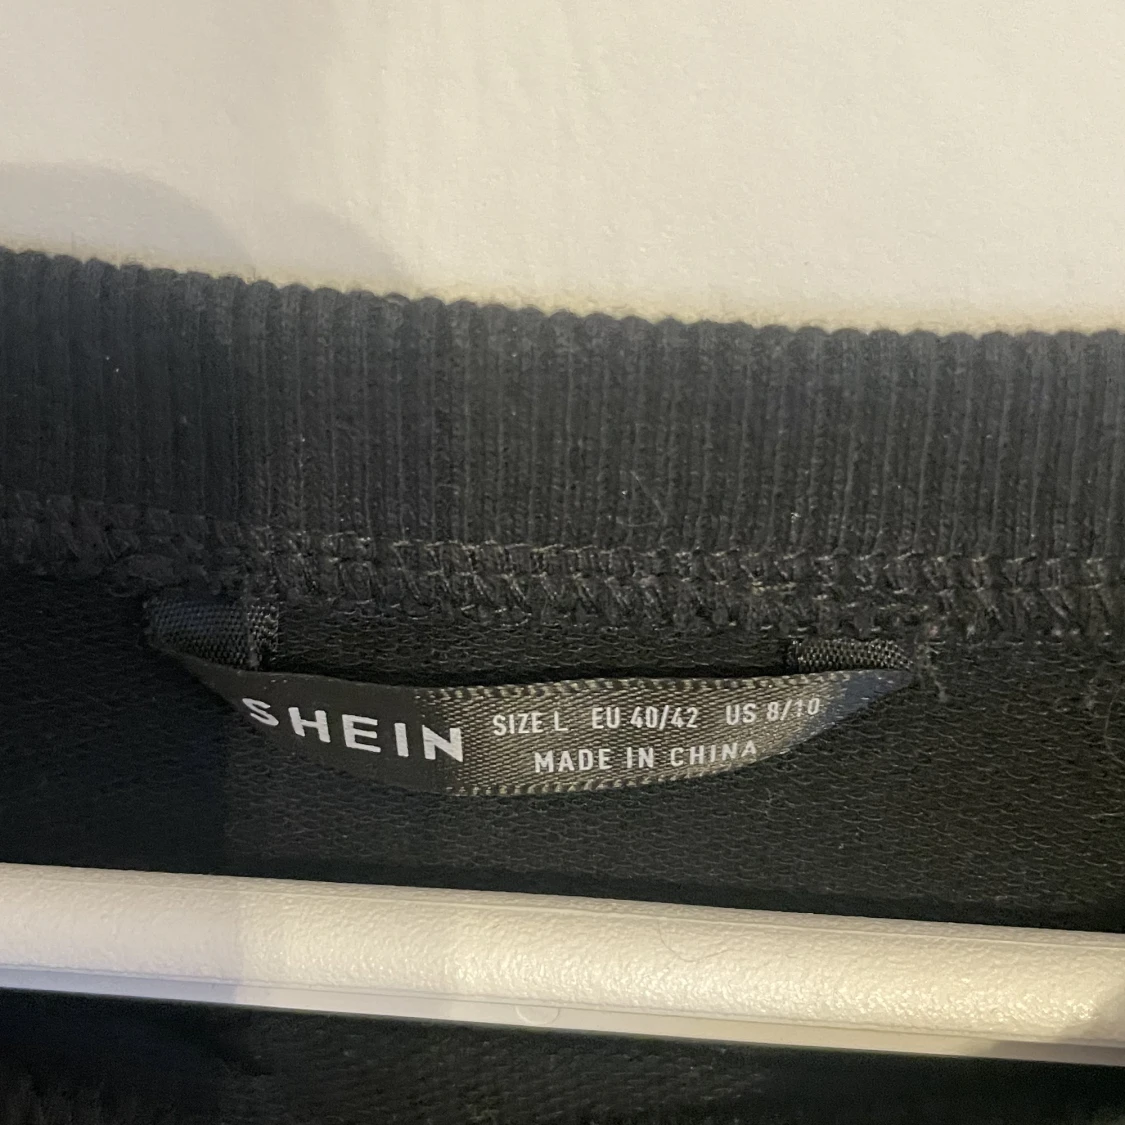 SHEIN
SIZE L EU 40/42 US 8/10
MADE IN CHINA